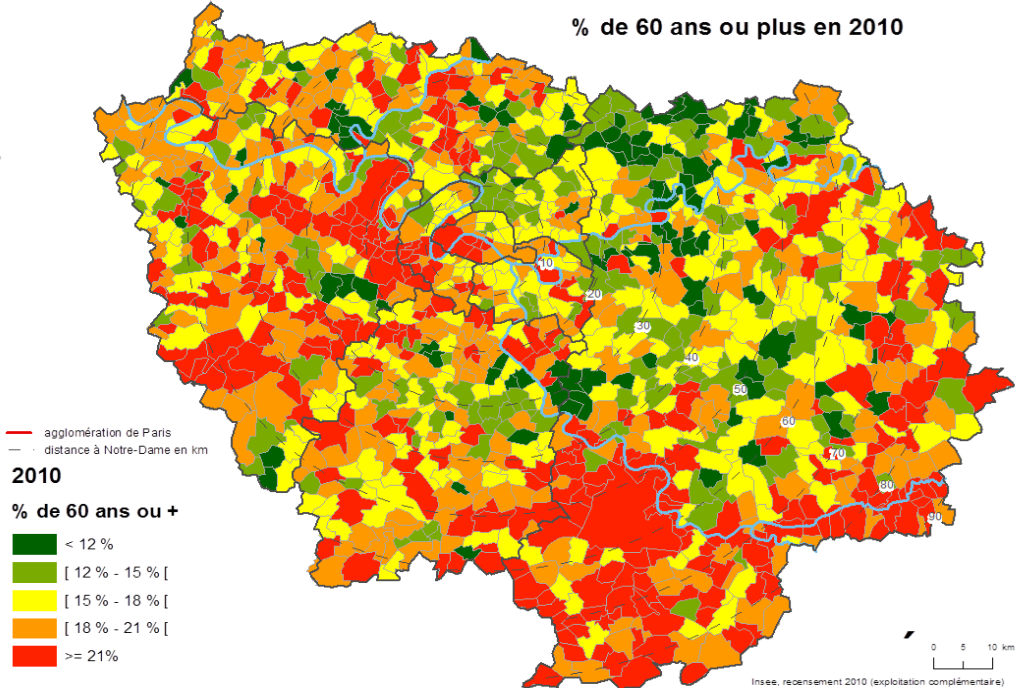 % de 60 ans ou plus en 2010
10
20
30
40
50
60
70
80
90
agglomération de Paris
distance à Notre-Dame en km
2010
% de 60 ans ou +
< 12 %
[ 12 % - 15 % [
[ 15 % - 18 % [
[ 18 % - 21 % [
>= 21%
0 5 10 km
Insee, recensement 2010 (exploitation complémentaire)